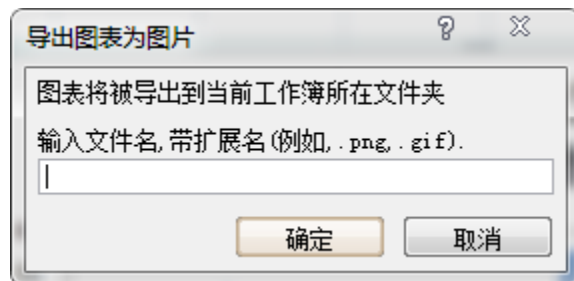 导出图表为图片
图表将被导出到当前工作簿所在文件夹
输入文件名,带扩展名(例如,.png,.gif).
确定 取消